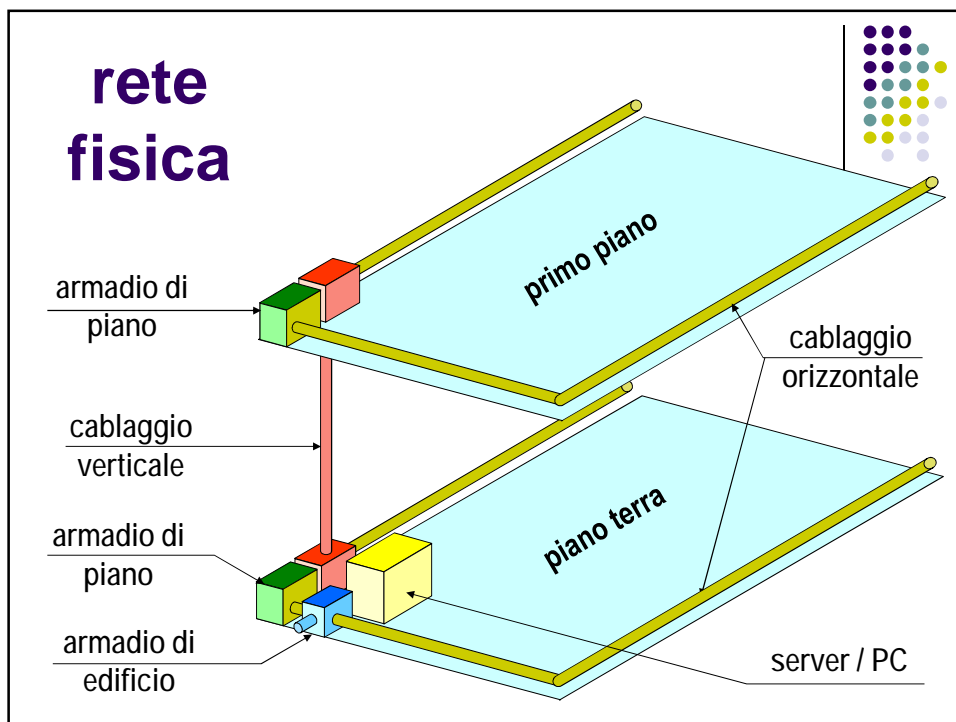 rete
fisica
primo piano
armadio di
piano
cablaggio
orizzontale
cablaggio
verticale
piano terra
armadio di
piano
armadio di
edificio
server / PC